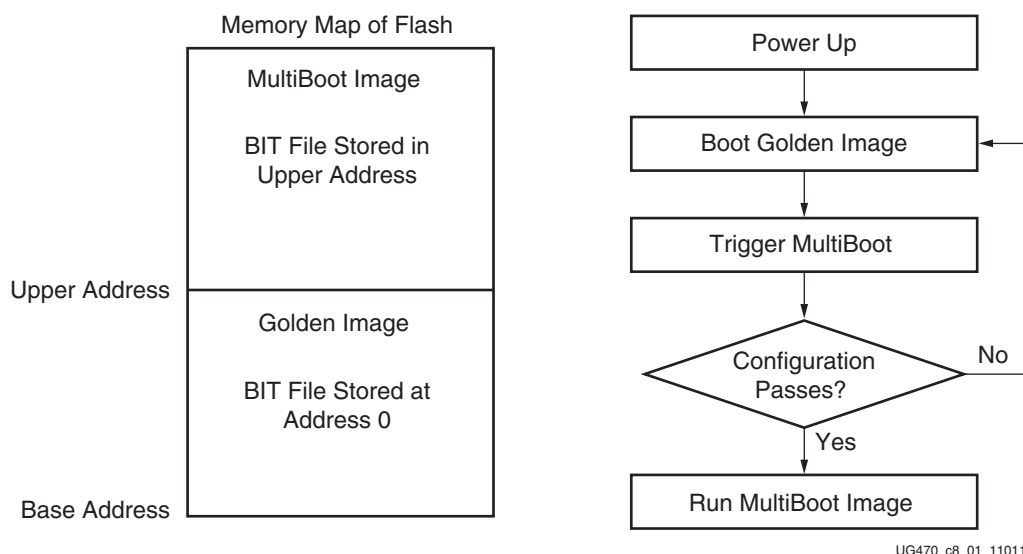 Memory Map of Flash
MultiBoot Image
BIT File Stored in
Upper Address
Upper Address
Golden Image
BIT File Stored at
Address 0
Base Address
Power Up
Boot Golden Image
Trigger MultiBoot
Configuration
Passes?
No
Yes
Run MultiBoot Image